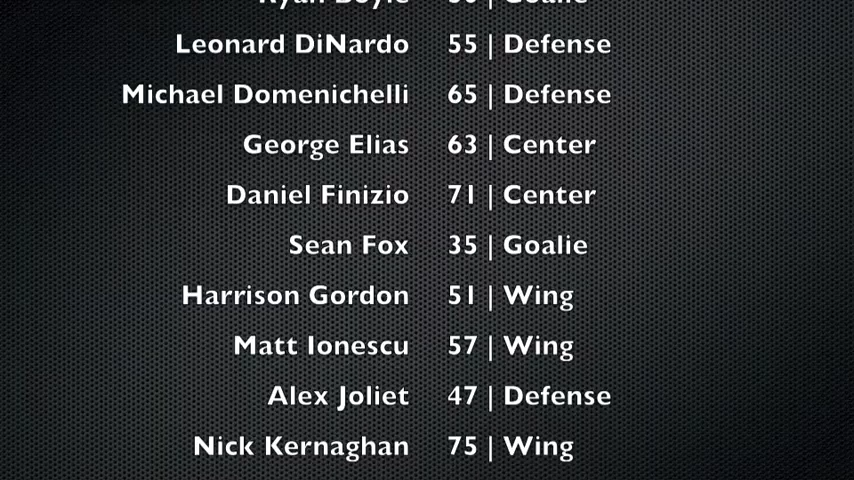 Leonard DiNardo 55 | Defense
Michael Domenichelli 65 | Defense
George Elias 63 | Center
Daniel Finizio 71 | Center
Sean Fox 35 | Goalie
Harrison Gordon 51 | Wing
Matt Ionescu 57 | Wing
Alex Joliet 47 | Defense
Nick Kernaghan 75 | Wing